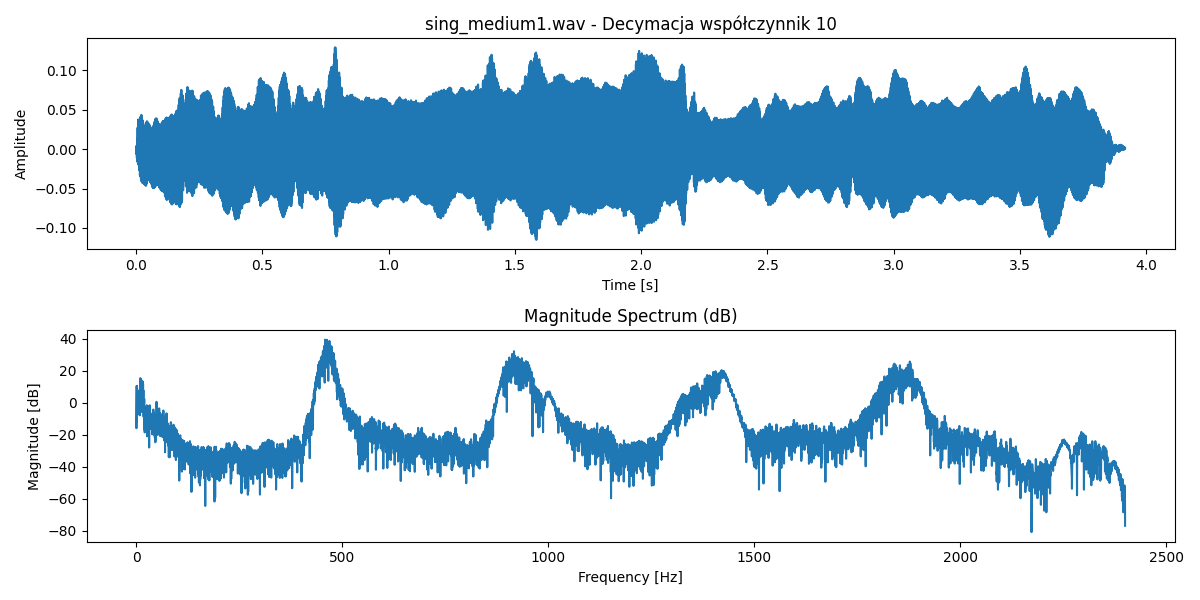 sing_medium1.wav - Decymacja współczynnik 10
Amplitude
0.10
0.05
0.00
−0.05
−0.10
0.0 0.5 1.0 1.5 2.0 2.5 3.0 3.5 4.0
Time [s]
Magnitude Spectrum (dB)
Magnitude [dB]
40
20
0
−20
−40
−60
−80
0 500 1000 1500 2000 2500
Frequency [Hz]